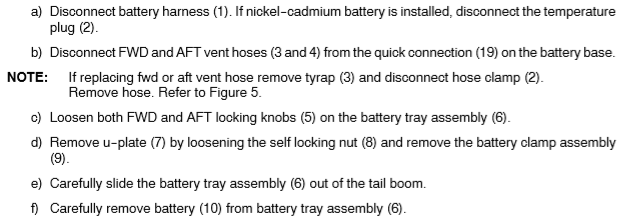 a) Disconnect battery harness (1). If nickel-cadmium battery is installed, disconnect the temperature
plug (2).
b) Disconnect FWD and AFT vent hoses (3 and 4) from the quick connection (19) on the battery base.
NOTE: If replacing fwd or aft vent hose remove tyrap (3) and disconnect hose clamp (2).
Remove hose. Refer to Figure 5.
c) Loosen both FWD and AFT locking knobs (5) on the battery tray assembly (6).
d) Remove u-plate (7) by loosening the self locking nut (8) and remove the battery clamp assembly
(9).
e) Carefully slide the battery tray assembly (6) out of the tail boom.
f) Carefully remove battery (10) from battery tray assembly (6).